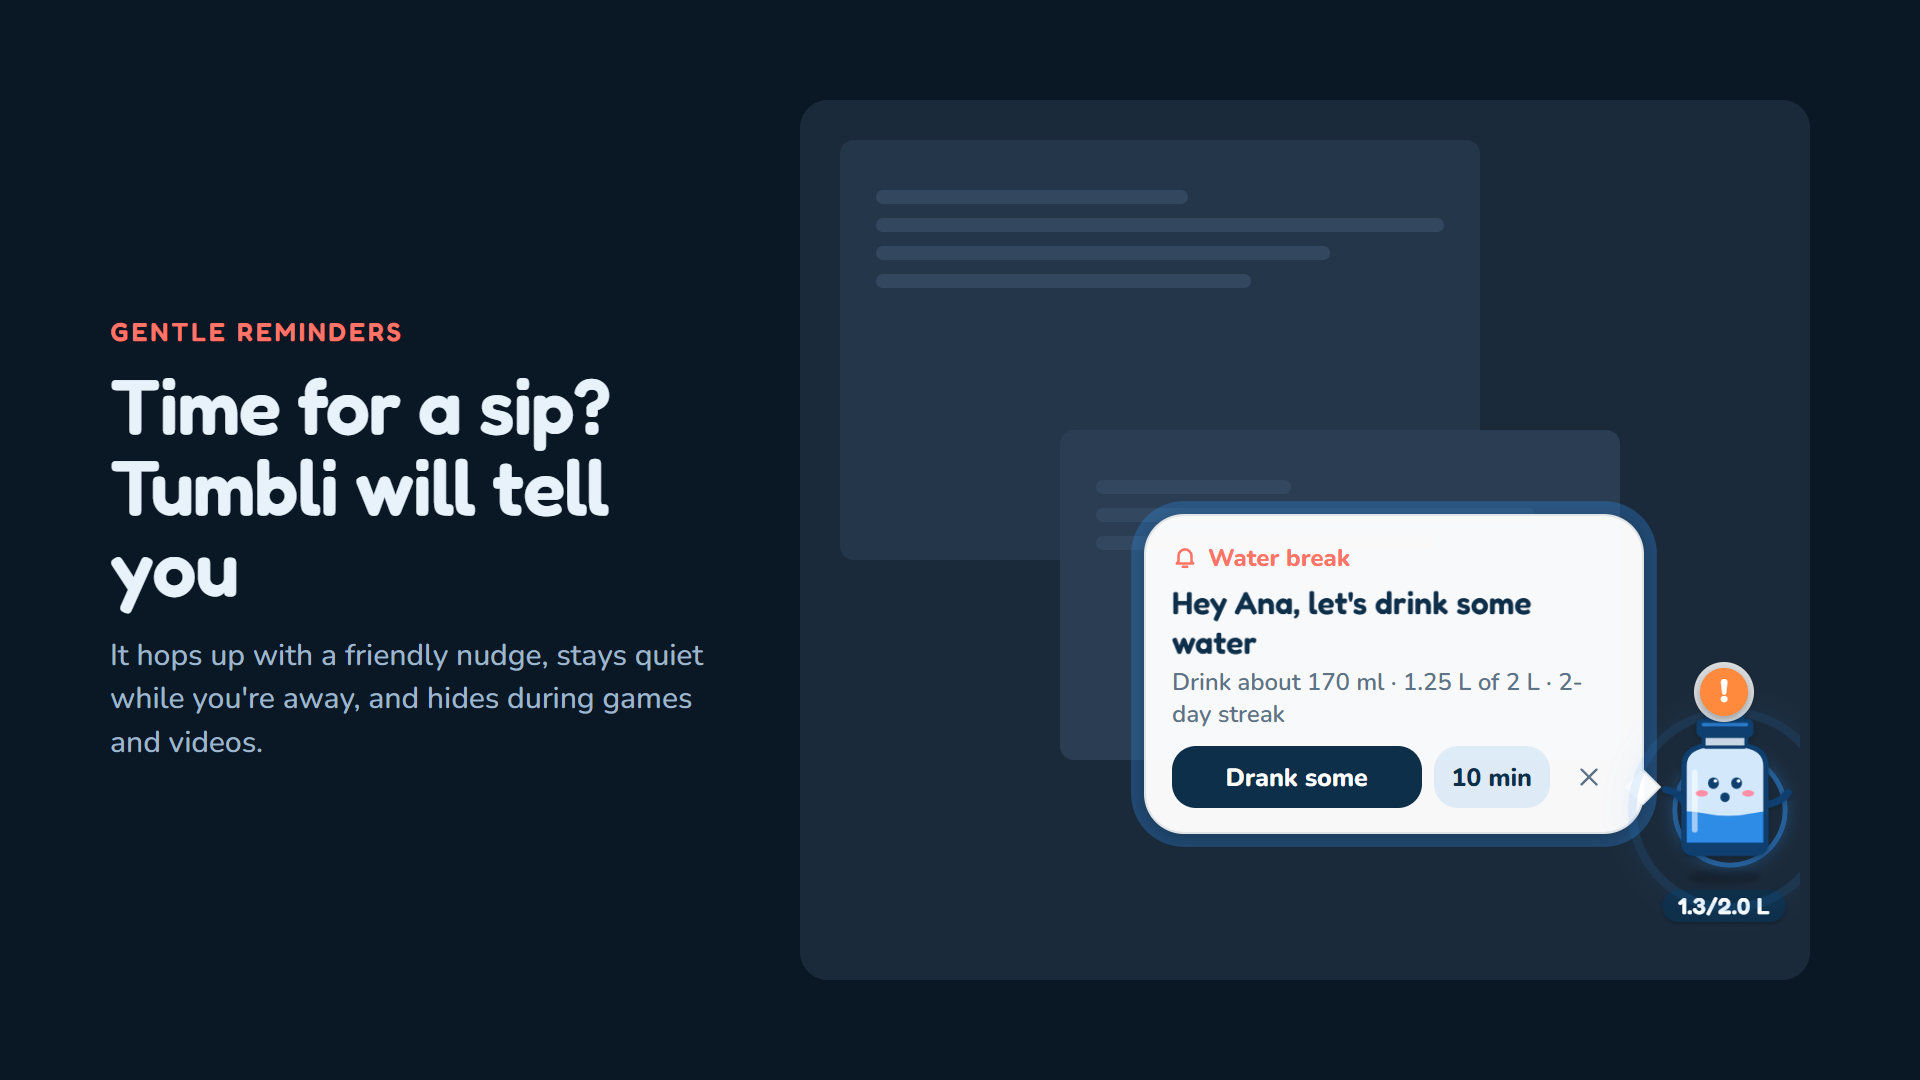 GENTLE REMINDERS
Time for a sip?
Tumbli will tell
you
It hops up with a friendly nudge, stays quiet
while you're away, and hides during games
and videos.
Water break
Hey Ana, let's drink some
water
Drink about 170 ml · 1.25 L of 2 L · 2-
day streak
Drank some
10 min
!
1.3/2.0 L